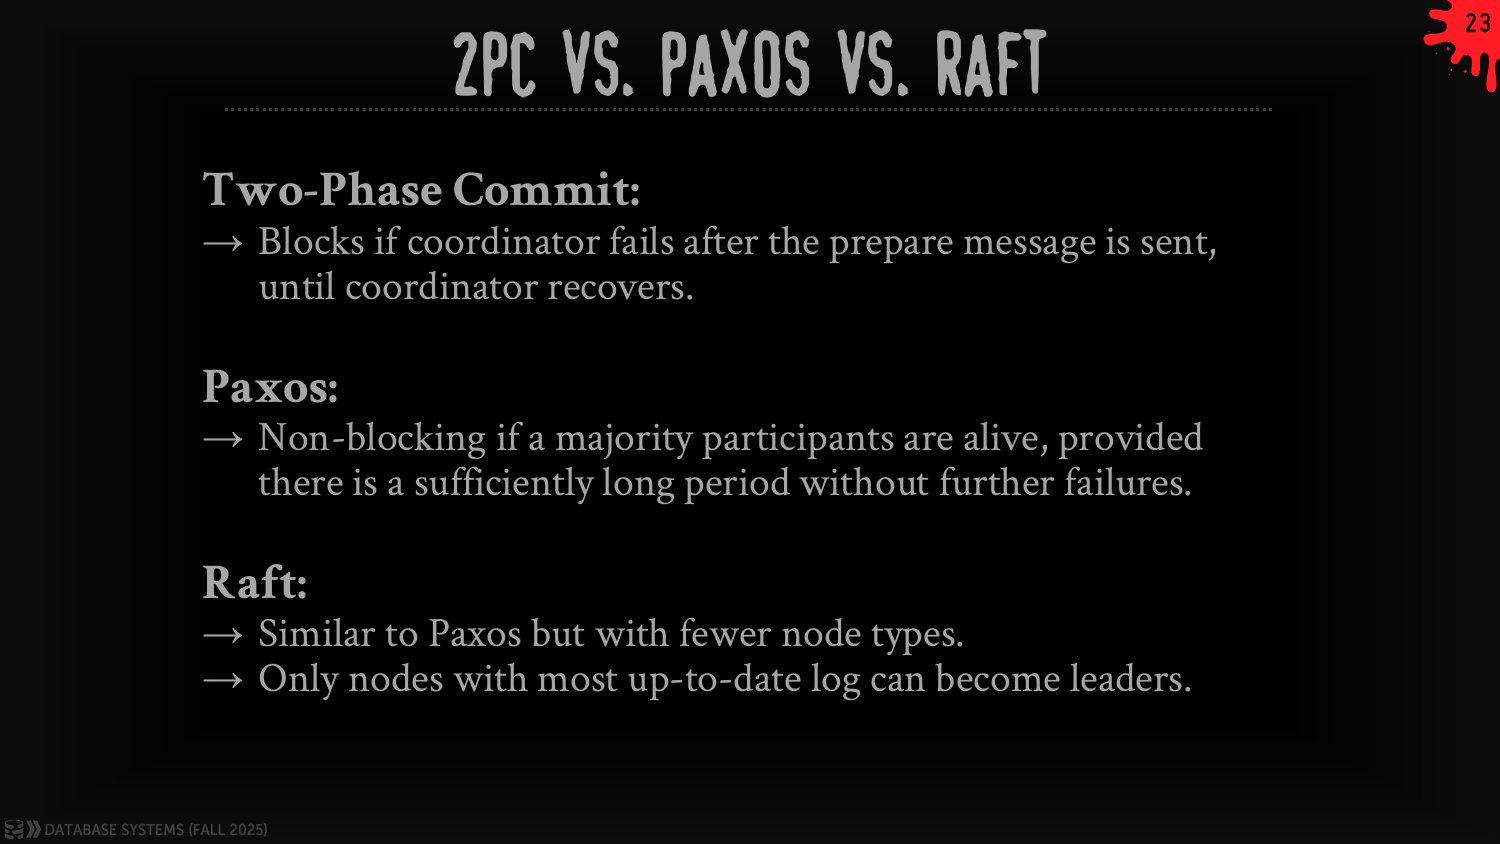 23
2PC VS. PAXOS VS. RAFT
Two-Phase Commit:
→ Blocks if coordinator fails after the prepare message is sent,
until coordinator recovers.
Paxos:
→ Non-blocking if a majority participants are alive, provided
there is a sufficiently long period without further failures.
Raft:
→ Similar to Paxos but with fewer node types.
→ Only nodes with most up-to-date log can become leaders.
DATABASE SYSTEMS (FALL 2025)